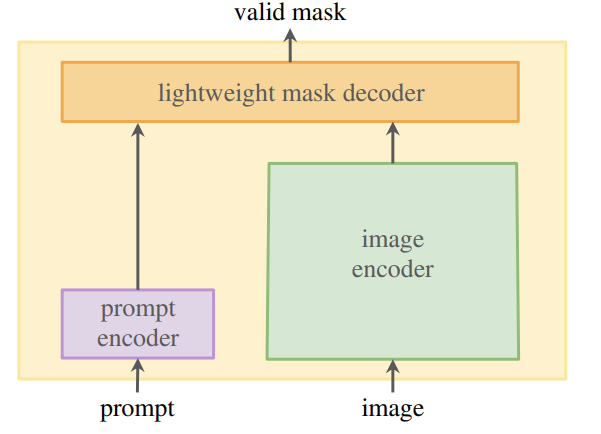 valid mask
lightweight mask decoder
image
encoder
prompt
encoder
prompt
image